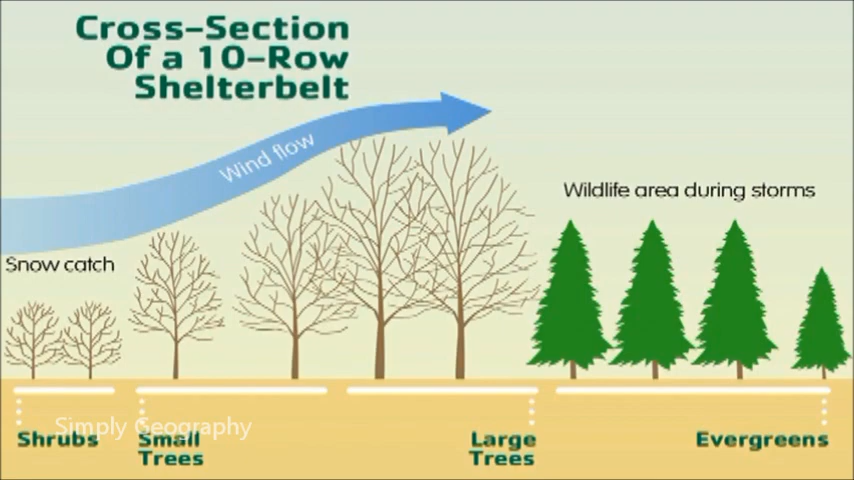 Cross-Section
Of a 10-Row
Shelterbelt
Wind flow
Wildlife area during storms
Snow catch
Simply Geography
Shrubs
Small
Trees
Large
Trees
Evergreens